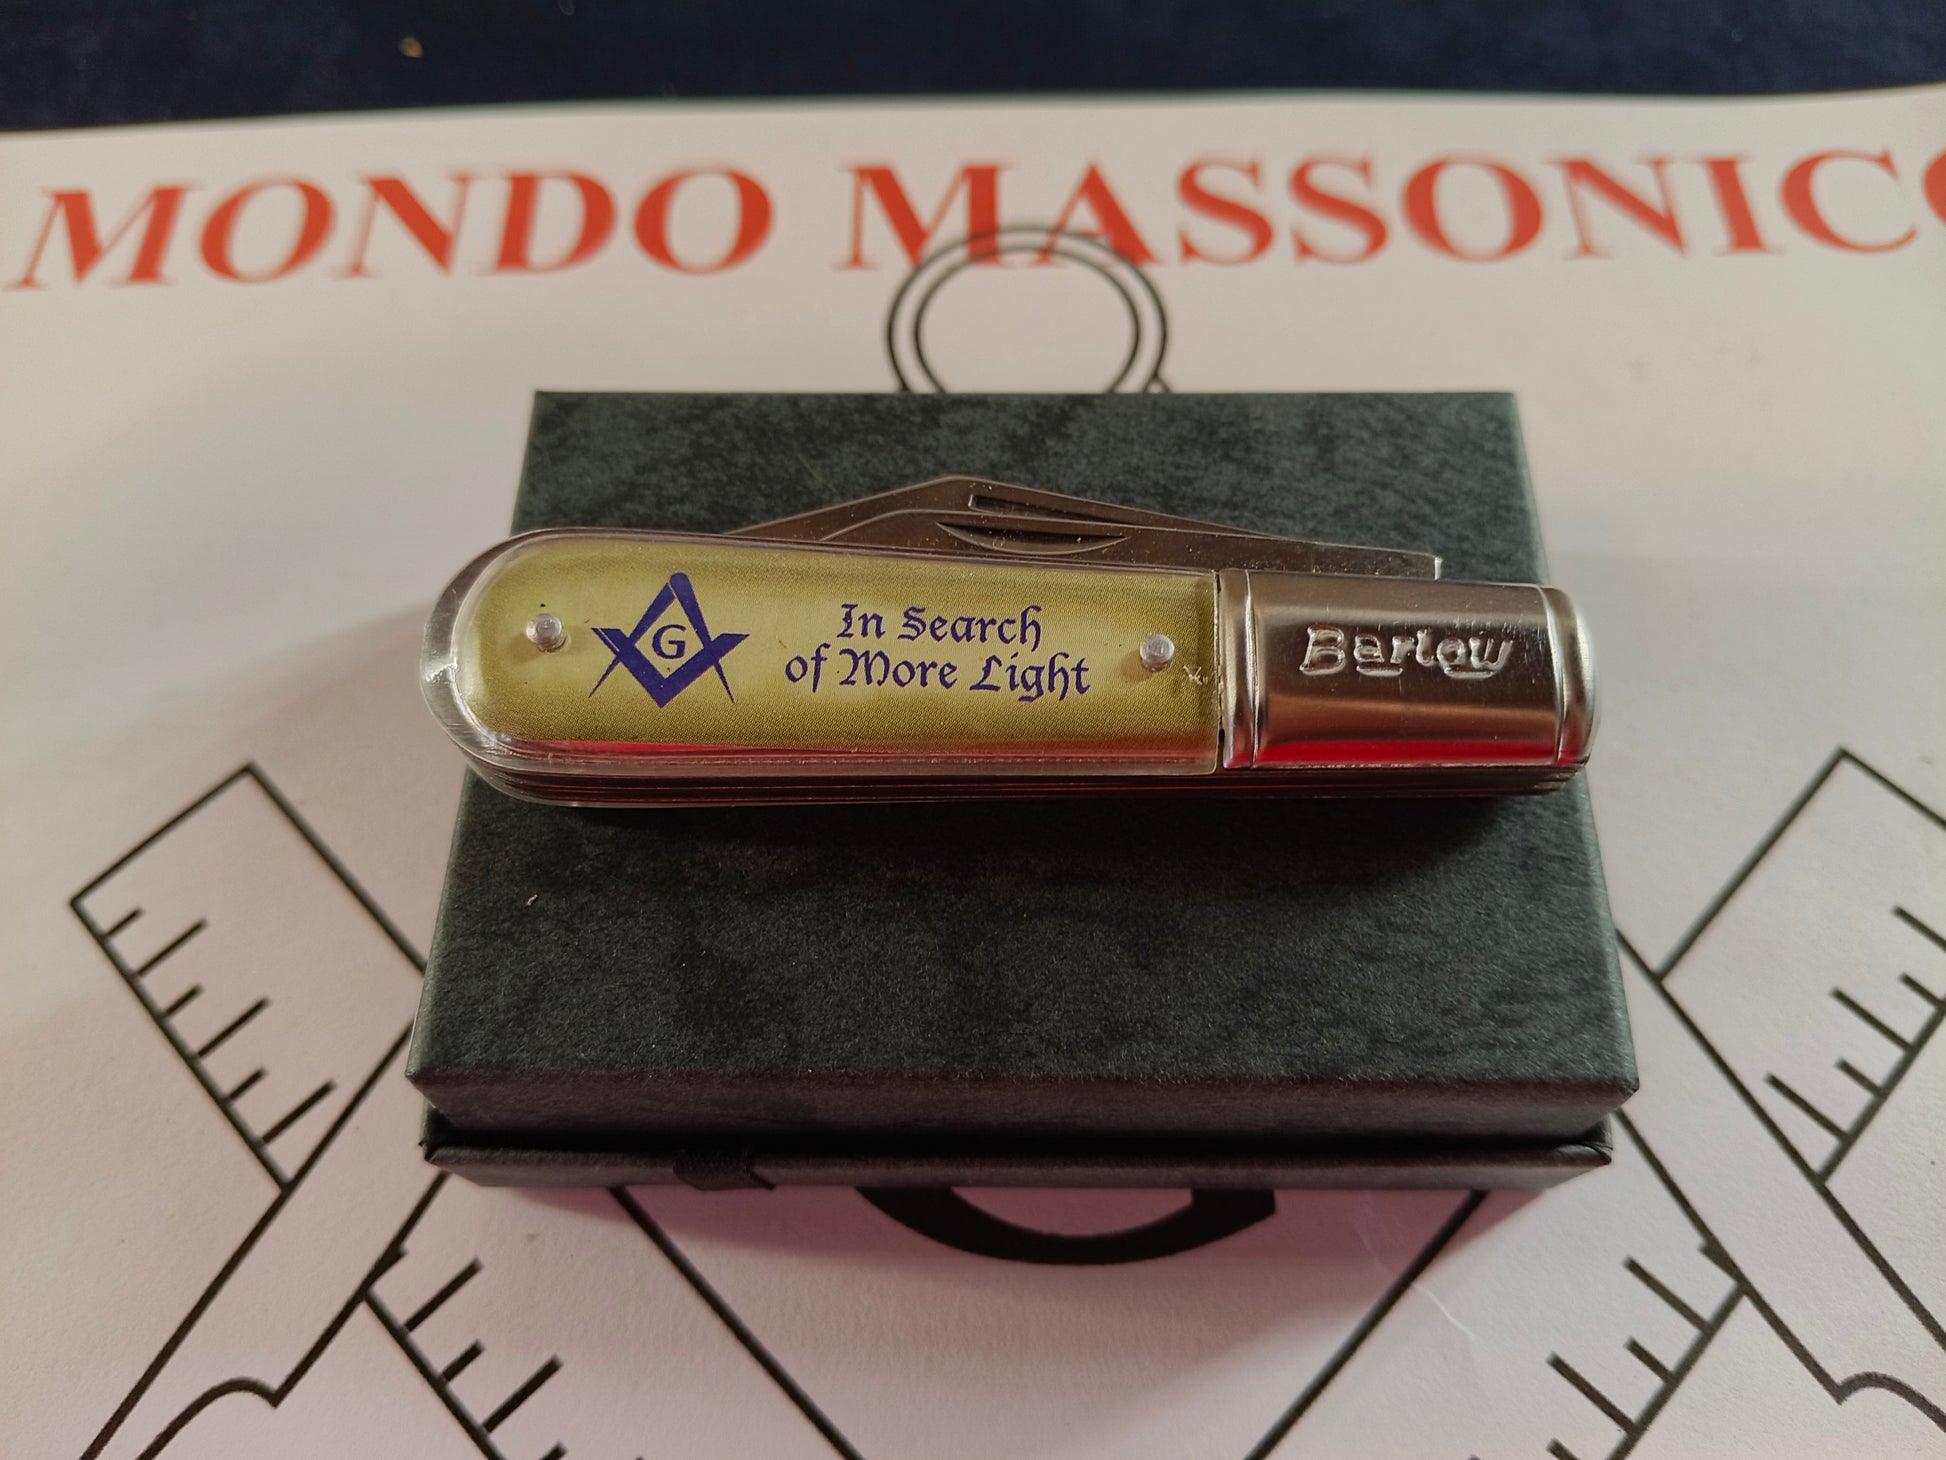 MONDO MASSONICO
G
In Search
of More Light
Barlow